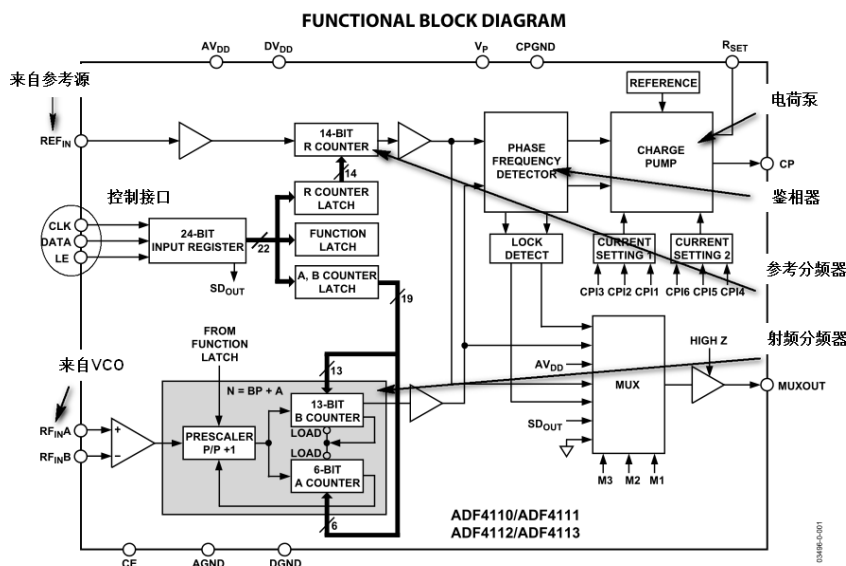 FUNCTIONAL BLOCK DIAGRAM
AVDD
DVDD
VP
CPGND
RSET
来自参考源
REFERENCE
电荷泵
REFIN
14-BIT
R COUNTER
PHASE
FREQUENCY
DETECTOR
CHARGE
PUMP
CP
14
控制接口
R COUNTER
LATCH
鉴相器
CLK
DATA
LE
24-BIT
INPUT REGISTER
22
FUNCTION
LATCH
LOCK
DETECT
CURRENT
SETTING 1
CURRENT
SETTING 2
参考分频器
SDOUT
A, B COUNTER
LATCH
19
CPI3 CPI2 CPI1
CPI6 CPI5 CPI4
FROM
FUNCTION
LATCH
射频分频器
HIGH Z
来自VCO
13
AVDD
MUX
MUXOUT
N = BP + A
13-BIT
B COUNTER
RFINA
RFINB
+
–
PRESCALER
P/P +1
LOAD
LOAD
SDOUT
6-BIT
A COUNTER
M3 M2 M1
6
ADF4110/ADF4111
ADF4112/ADF4113
03496-0-001
CE
AGND
DGND